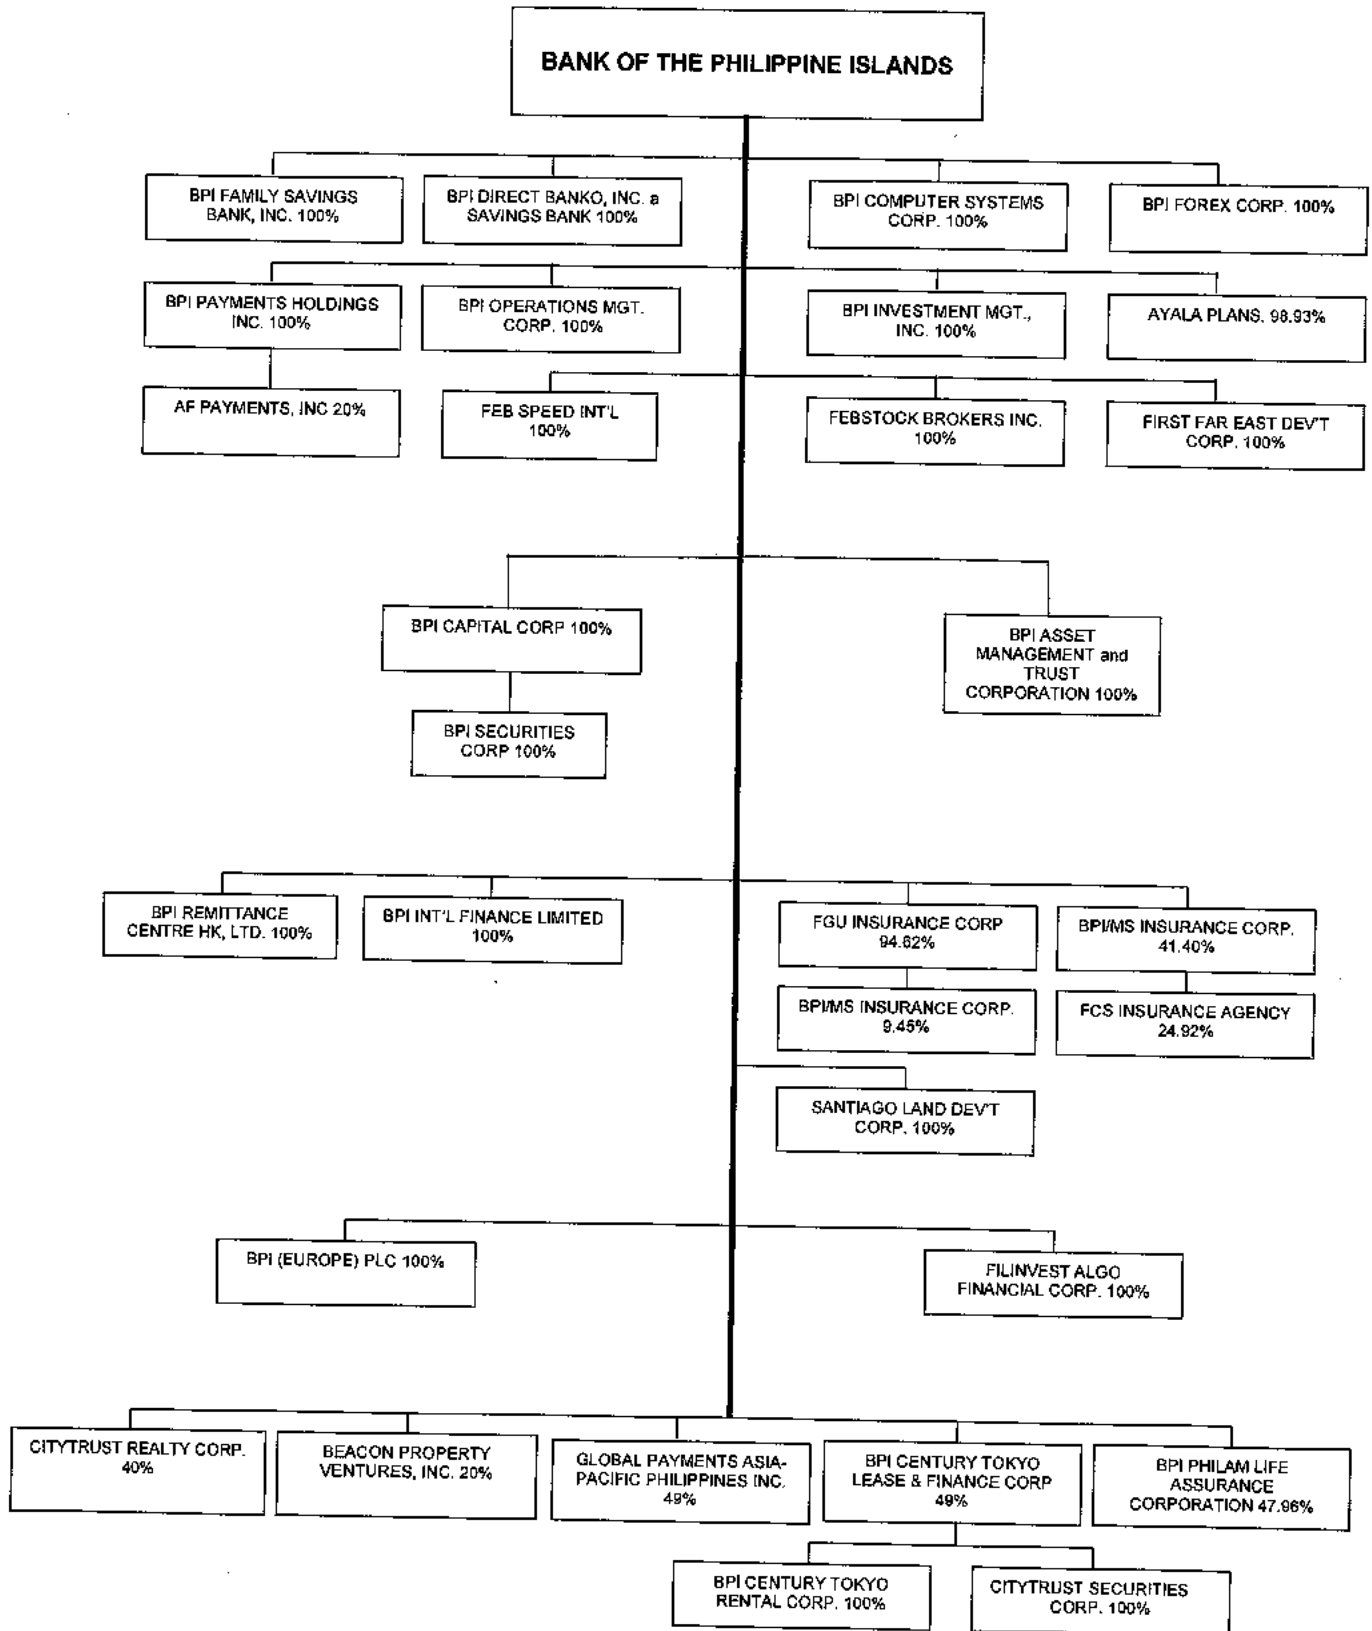 BANK OF THE PHILIPPINE ISLANDS
BPI FAMILY SAVINGS
BANK, INC. 100%
BPI DIRECT BANKO, INC. a
SAVINGS BANK 100%
BPI COMPUTER SYSTEMS
CORP. 100%
BPI FOREX CORP. 100%
BPI PAYMENTS HOLDINGS
INC. 100%
BPI OPERATIONS MGT.
CORP. 100%
BPI INVESTMENT MGT.,
INC. 100%
AYALA PLANS. 98.93%
AF PAYMENTS, INC 20%
FEB SPEED INT'L
100%
FEBSTOCK BROKERS INC.
100%
FIRST FAR EAST DEV'T
CORP. 100%
BPI CAPITAL CORP 100%
BPI ASSET
MANAGEMENT and
TRUST
CORPORATION 100%
BPI SECURITIES
CORP 100%
BPI REMITTANCE
CENTRE HK, LTD. 100%
BPI INT'L FINANCE LIMITED
100%
FGU INSURANCE CORP
94.62%
BPI/MS INSURANCE CORP.
41.40%
BPI/MS INSURANCE CORP.
9.45%
FCS INSURANCE AGENCY
24.92%
SANTIAGO LAND DEV'T
CORP. 100%
BPI (EUROPE) PLC 100%
FILINVEST ALGO
FINANCIAL CORP. 100%
CITYTRUST REALTY CORP.
40%
BEACON PROPERTY
VENTURES, INC. 20%
GLOBAL PAYMENTS ASIA-
PACIFIC PHILIPPINES INC.
49%
BPI CENTURY TOKYO
LEASE & FINANCE CORP
49%
BPI PHILAM LIFE
ASSURANCE
CORPORATION 47.96%
BPI CENTURY TOKYO
RENTAL CORP. 100%
CITYTRUST SECURITIES
CORP. 100%